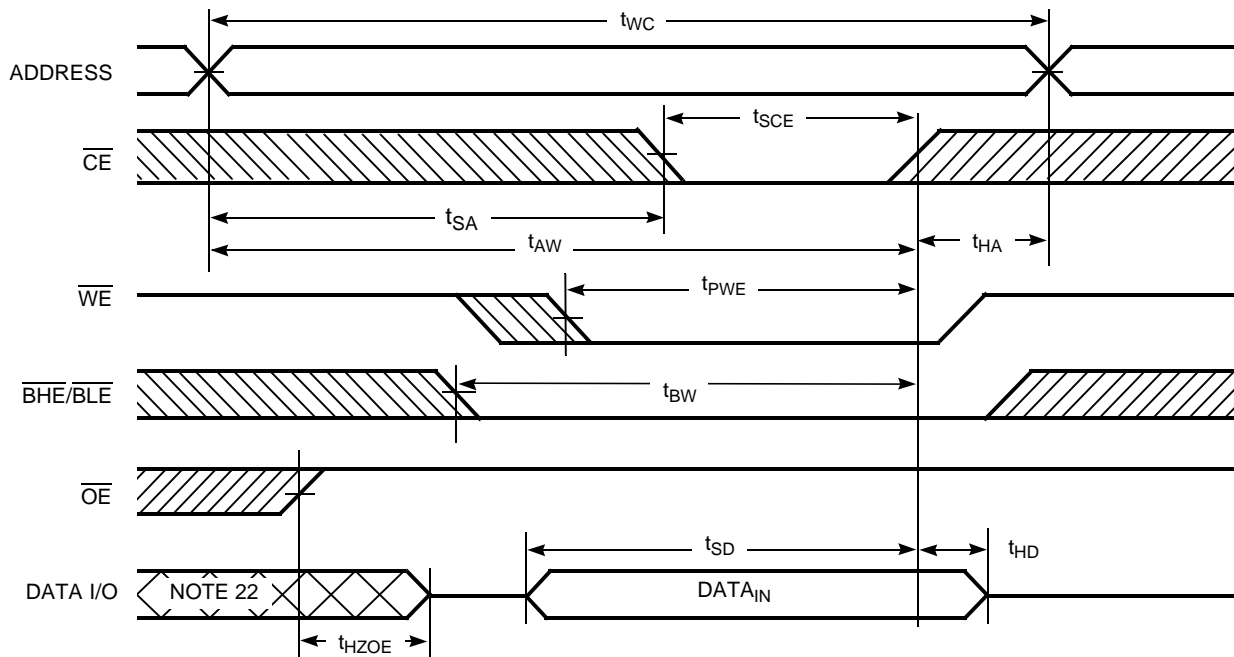 tWC
ADDRESS
tSCE
CE
tSA
tAW
tHA
WE
tPWE
BHE/BLE
tBW
OE
tSD
tHD
DATA I/O
NOTE 22
DATAIN
tHZOE